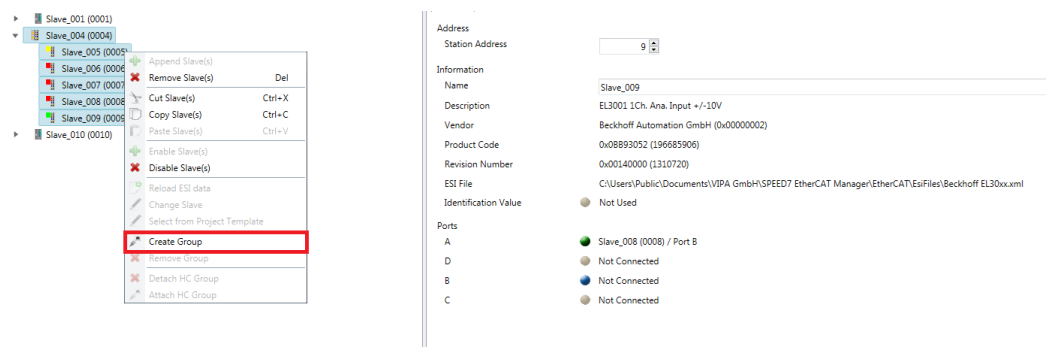 Slave_001 (0001)
Slave_004 (0004)
Slave_005 (0005)
Slave_006 (0006
Slave_007 (0007
Slave_008 (0008
Slave_009 (0009
Slave_010 (0010)
Append Slave(s)
Remove Slave(s) Del
Cut Slave(s) Ctrl+X
Copy Slave(s) Ctrl+C
Paste Slave(s) Ctrl+V
Enable Slave(s)
Disable Slave(s)
Reload ESI data
Change Slave
Select from Project Template
Create Group
Remove Group
Detach HC Group
Attach HC Group
Address
Station Address 9
Information
Name Slave_009
Description EL3001 1Ch. Ana. Input +/-10V
Vendor Beckhoff Automation GmbH (0x00000002)
Product Code 0x0BB93052 (196685906)
Revision Number 0x00140000 (1310720)
ESI File C:\Users\Public\Documents\VIPA GmbH\SPEED7 EtherCAT Manager\EtherCAT\EsiFiles\Beckhoff EL30xx.xml
Identification Value Not Used
Ports
A Slave_008 (0008) / Port B
D Not Connected
B Not Connected
C Not Connected